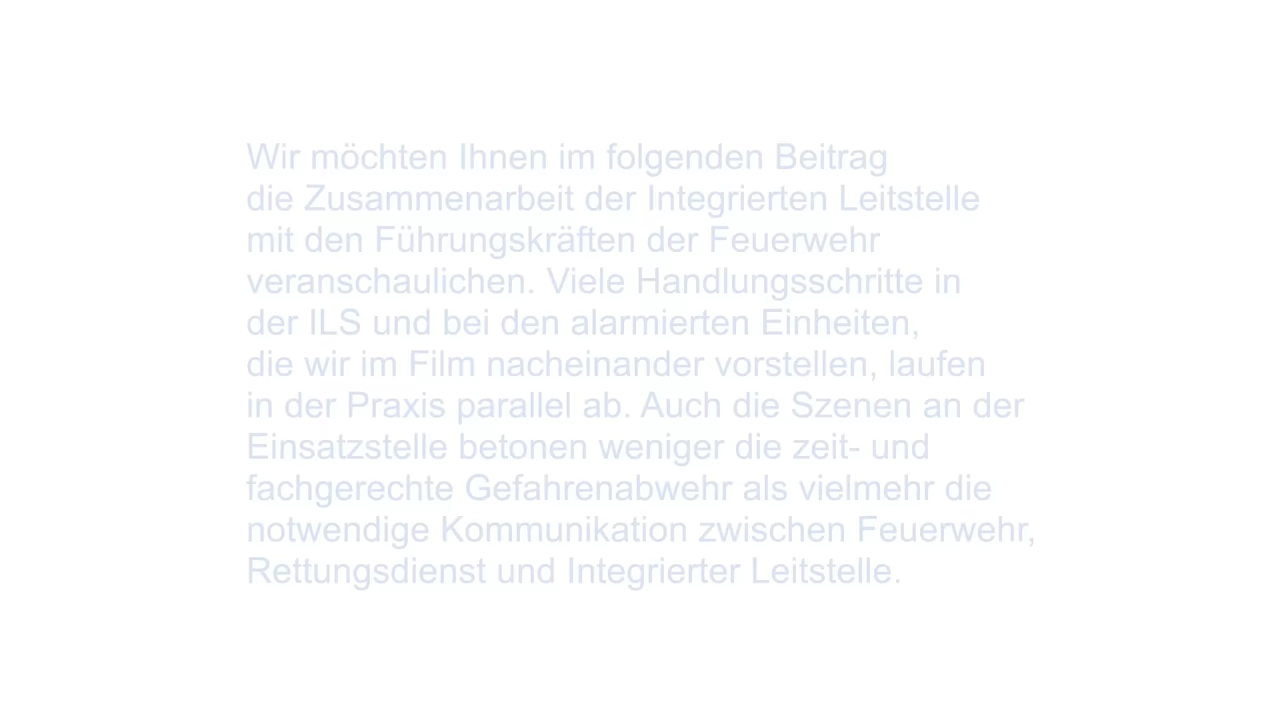 Wir möchten Ihnen im folgenden Beitrag
die Zusammenarbeit der Integrierten Leitstelle
mit den Führungskräften der Feuerwehr
veranschaulichen. Viele Handlungsschritte in
der ILS und bei den alarmierten Einheiten,
die wir im Film nacheinander vorstellen, laufen
in der Praxis parallel ab. Auch die Szenen an der
Einsatzstelle betonen weniger die zeit- und
fachgerechte Gefahrenabwehr als vielmehr die
notwendige Kommunikation zwischen Feuerwehr,
Rettungsdienst und Integrierter Leitstelle.